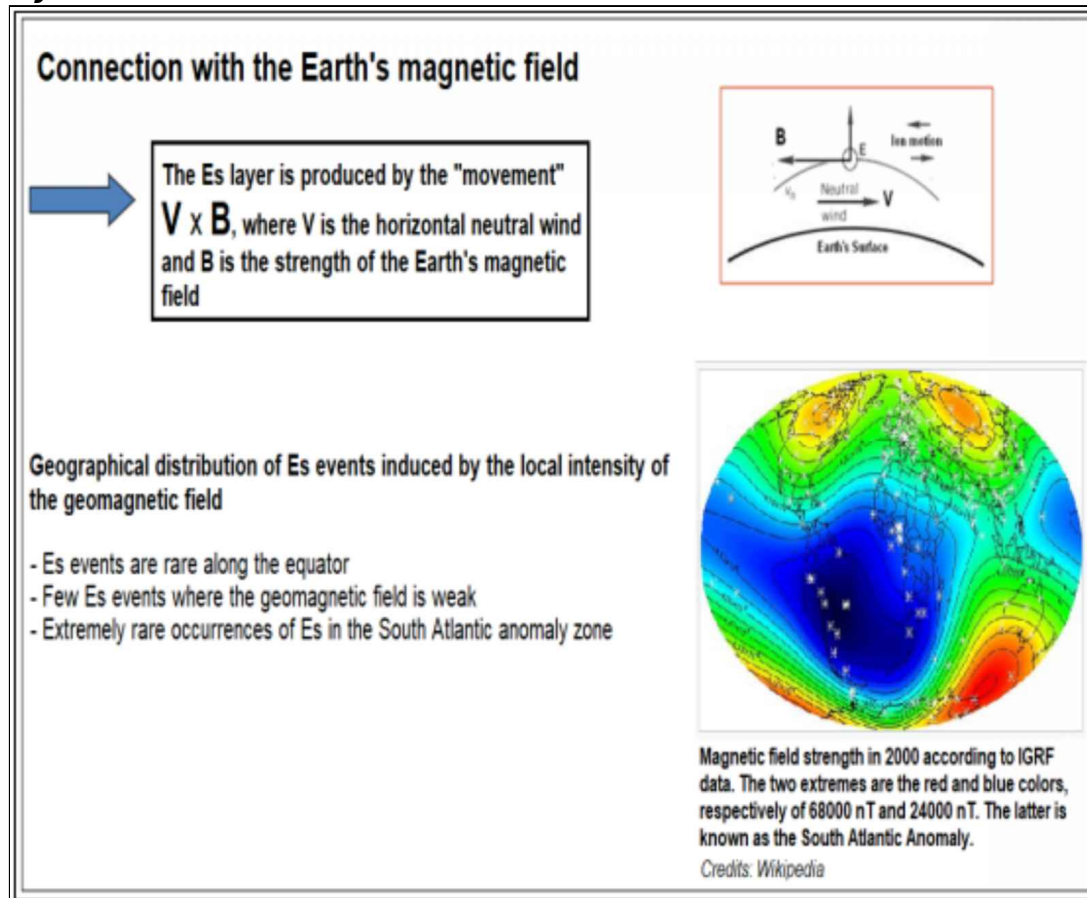 Connection with the Earth's magnetic field
The Es layer is produced by the "movement"
V X B, where V is the horizontal neutral wind
and B is the strength of the Earth's magnetic
field
B
E
Ion motion
Neutral
V
wind
Earth's Surface
Geographical distribution of Es events induced by the local intensity of
the geomagnetic field
- Es events are rare along the equator
- Few Es events where the geomagnetic field is weak
- Extremely rare occurrences of Es in the South Atlantic anomaly zone
Magnetic field strength in 2000 according to IGRF
data. The two extremes are the red and blue colors,
respectively of 68000 nT and 24000 nT. The latter is
known as the South Atlantic Anomaly.
Credits: Wikipedia